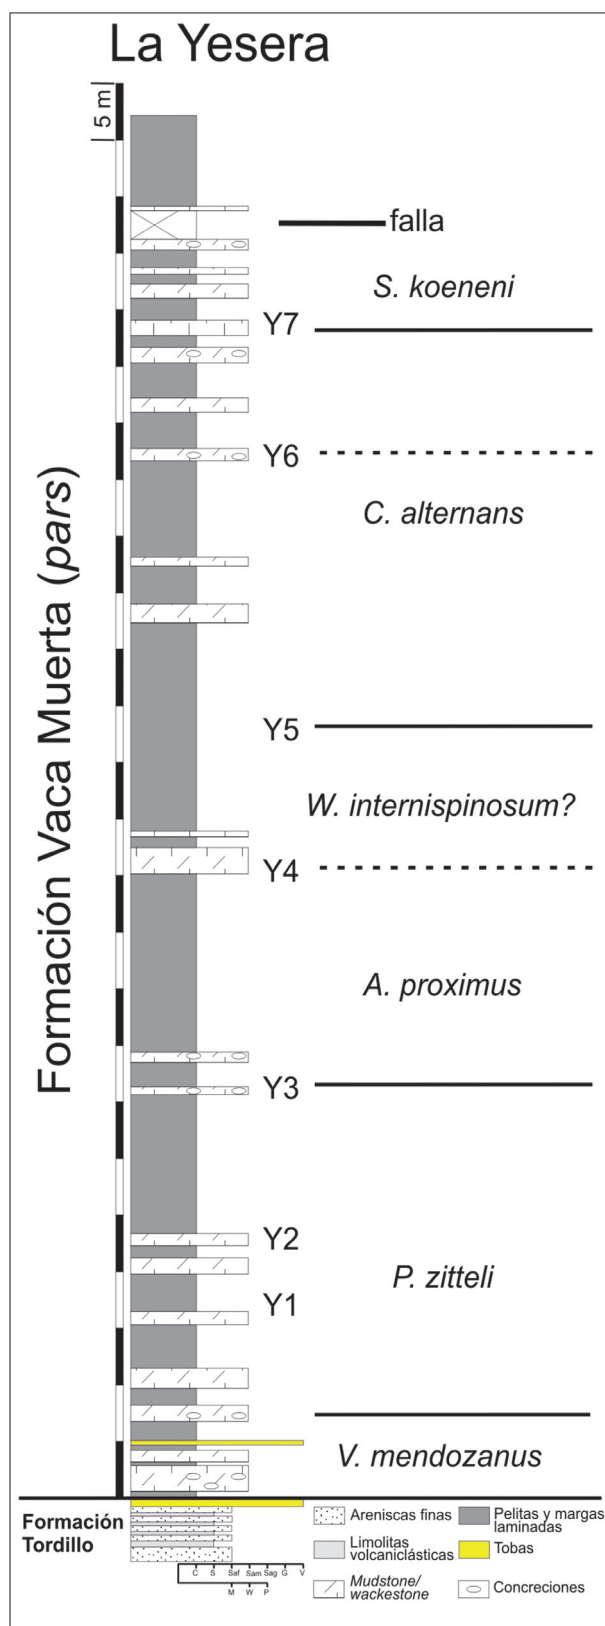 La Yesera
5 m
falla
S. koeneni
Y7
Y6
C. alternans
Formación Vaca Muerta (pars)
Y5
W. internispinosum?
Y4
A. proximus
Y3
Y2
P. zitteli
Y1
V. mendozanus
Formación
Tordillo
Areniscas finas
Pelitas y margas
laminadas
Limolitas
volcaniclásticas
Tobas
Mudstone/
wackestone
Concreciones
C S Saf Sam Sag G V
M W P